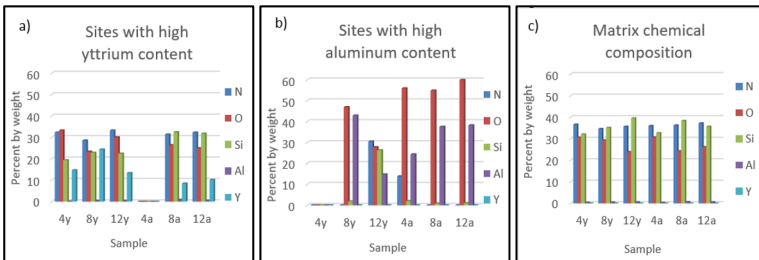 a)
Sites with high
yttrium content
Percent by weight
60
50
40
30
20
10
0
4y 8y 12y 4a 8a 12a
Sample
N
O
Si
Al
Y
b)
Sites with high
aluminum content
Percent by weight
60
50
40
30
20
10
0
4y 8y 12y 4a 8a 12a
Sample
N
O
Si
Al
Y
c)
Matrix chemical
composition
Percent by weight
60
50
40
30
20
10
0
4y 8y 12y 4a 8a 12a
Sample
N
O
Si
Al
Y